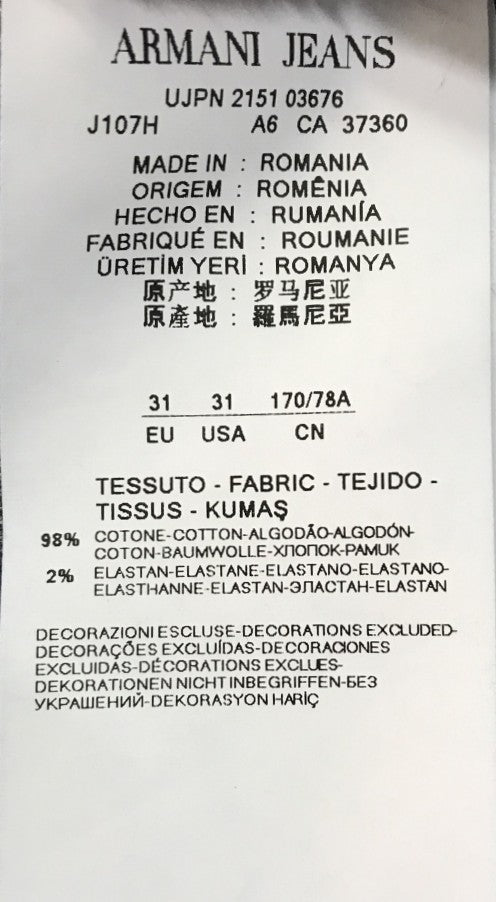 ARMANI JEANS
UJPN 2151 03676
J107H A6 CA 37360
MADE IN : ROMANIA
ORIGEM : ROMÊNIA
HECHO EN : RUMANÍA
FABRIQUÉ EN : ROUMANIE
ÜRETİM YERİ : ROMANYA
原产地 : 罗马尼亚
原產地 : 羅馬尼亞
31 31 170/78A
EU USA CN
TESSUTO - FABRIC - TEJIDO -
TISSUS - KUMAŞ
98% COTONE-COTTON-ALGODÃO-ALGODÓN-
COTON-BAUMWOLLE-ХЛОПОК-PAMUK
2% ELASTAN-ELASTANE-ELASTANO-ELASTANO-
ELASTHANNE-ELASTAN-ЭЛАСТАН-ELASTAN
DECORAZIONI ESCLUSE-DECORATIONS EXCLUDED-
DECORAÇÕES EXCLUÍDAS-DECORACIONES
EXCLUIDAS-DÉCORATIONS EXCLUES-
DEKORATIONEN NICHT INBEGRIFFEN-БЕЗ
УКРАШЕНИЙ-DEKORASYON HARİÇ